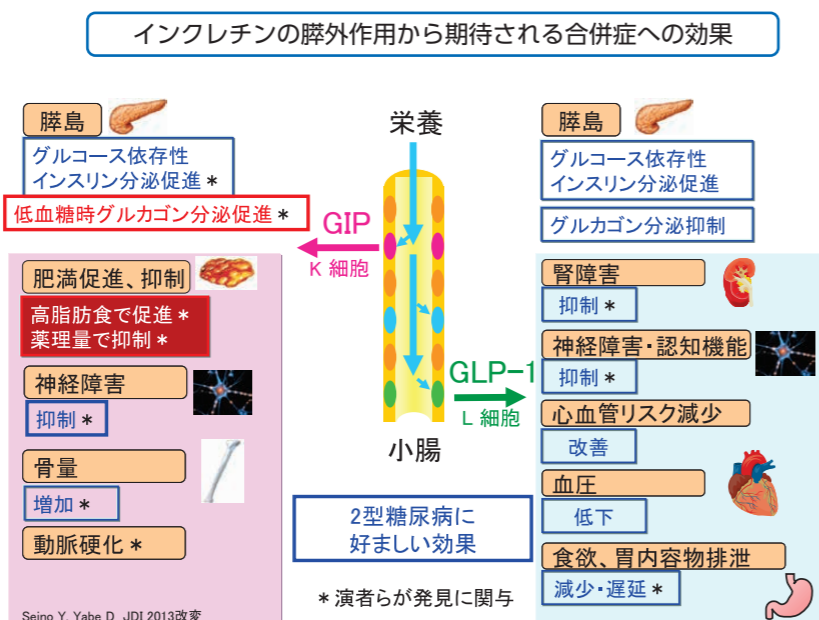 インクレチンの膵外作用から期待される合併症への効果
膵島
グルコース依存性
インスリン分泌促進*
低血糖時グルカゴン分泌促進*
肥満促進、抑制
高脂肪食で促進*
薬理量で抑制*
神経障害
抑制*
骨量
増加*
動脈硬化*
Seino Y, Yabe D, JDI 2013改変
栄養
GIP
K 細胞
GLP-1
L 細胞
小腸
2型糖尿病に
好ましい効果
*演者らが発見に関与
膵島
グルコース依存性
インスリン分泌促進
グルカゴン分泌抑制
腎障害
抑制*
神経障害・認知機能
抑制*
心血管リスク減少
改善
血圧
低下
食欲、胃内容物排泄
減少・遅延*